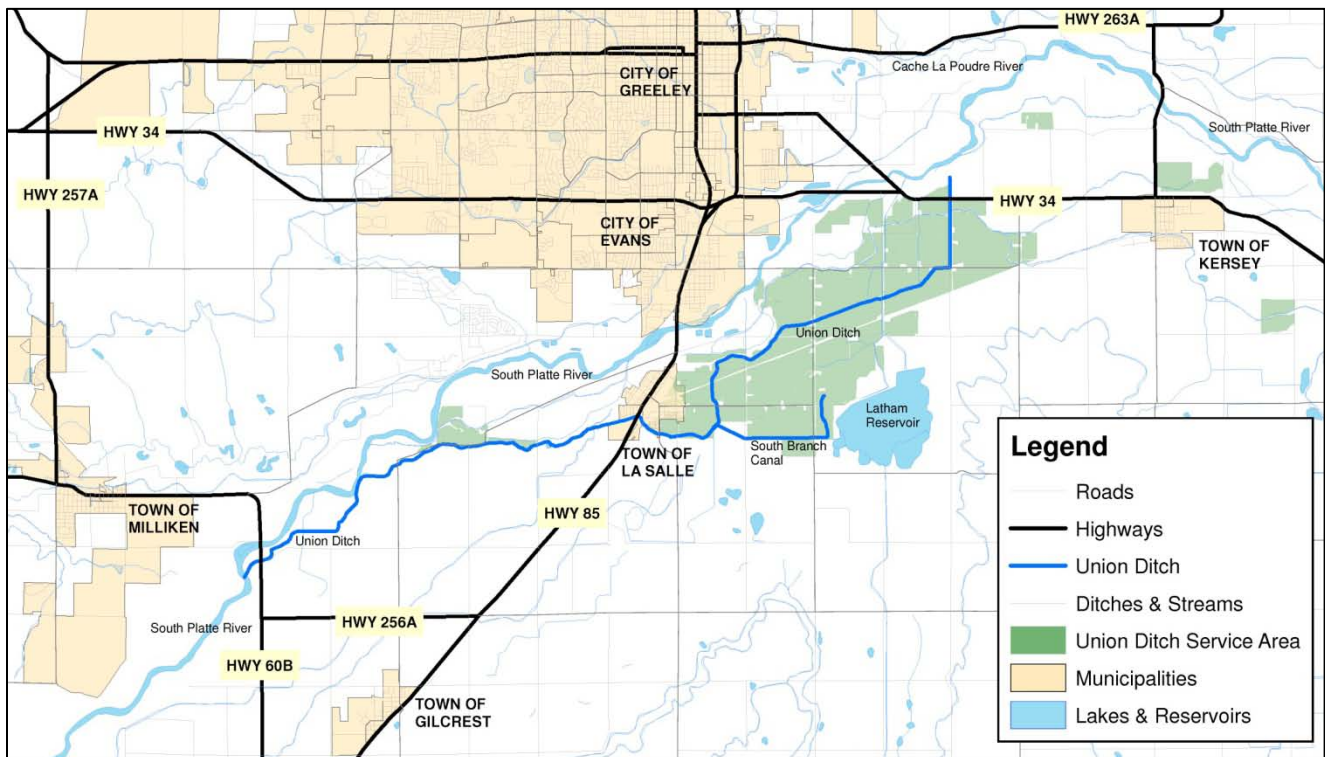 HWY 263A
CITY OF
GREELEY
Cache La Poudre River
HWY 34
South Platte River
HWY 257A
CITY OF
EVANS
HWY 34
TOWN OF
KERSEY
Union Ditch
South Platte River
Latham
Reservoir
South Branch
Canal
TOWN OF
LA SALLE
TOWN OF
MILLIKEN
HWY 85
Union Ditch
HWY 256A
South Platte River
HWY 60B
TOWN OF
GILCREST
Legend
Roads
Highways
Union Ditch
Ditches & Streams
Union Ditch Service Area
Municipalities
Lakes & Reservoirs